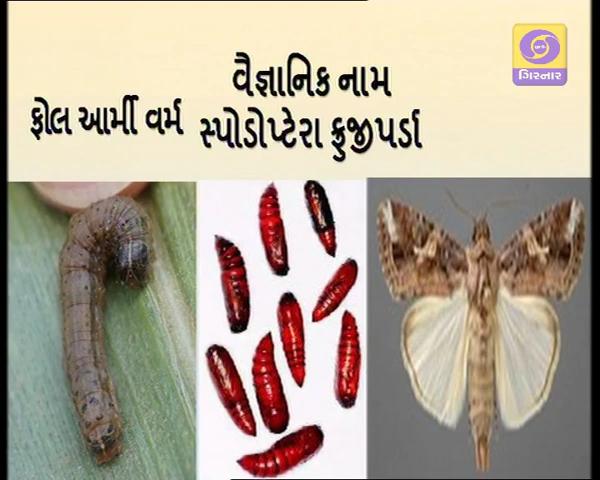 વૈજ્ઞાનિક નામ
ફોલ આર્મી વર્મ
સ્પોડોપ્ટેરા ફ્રુજીપર્ડા
ગિરનાર